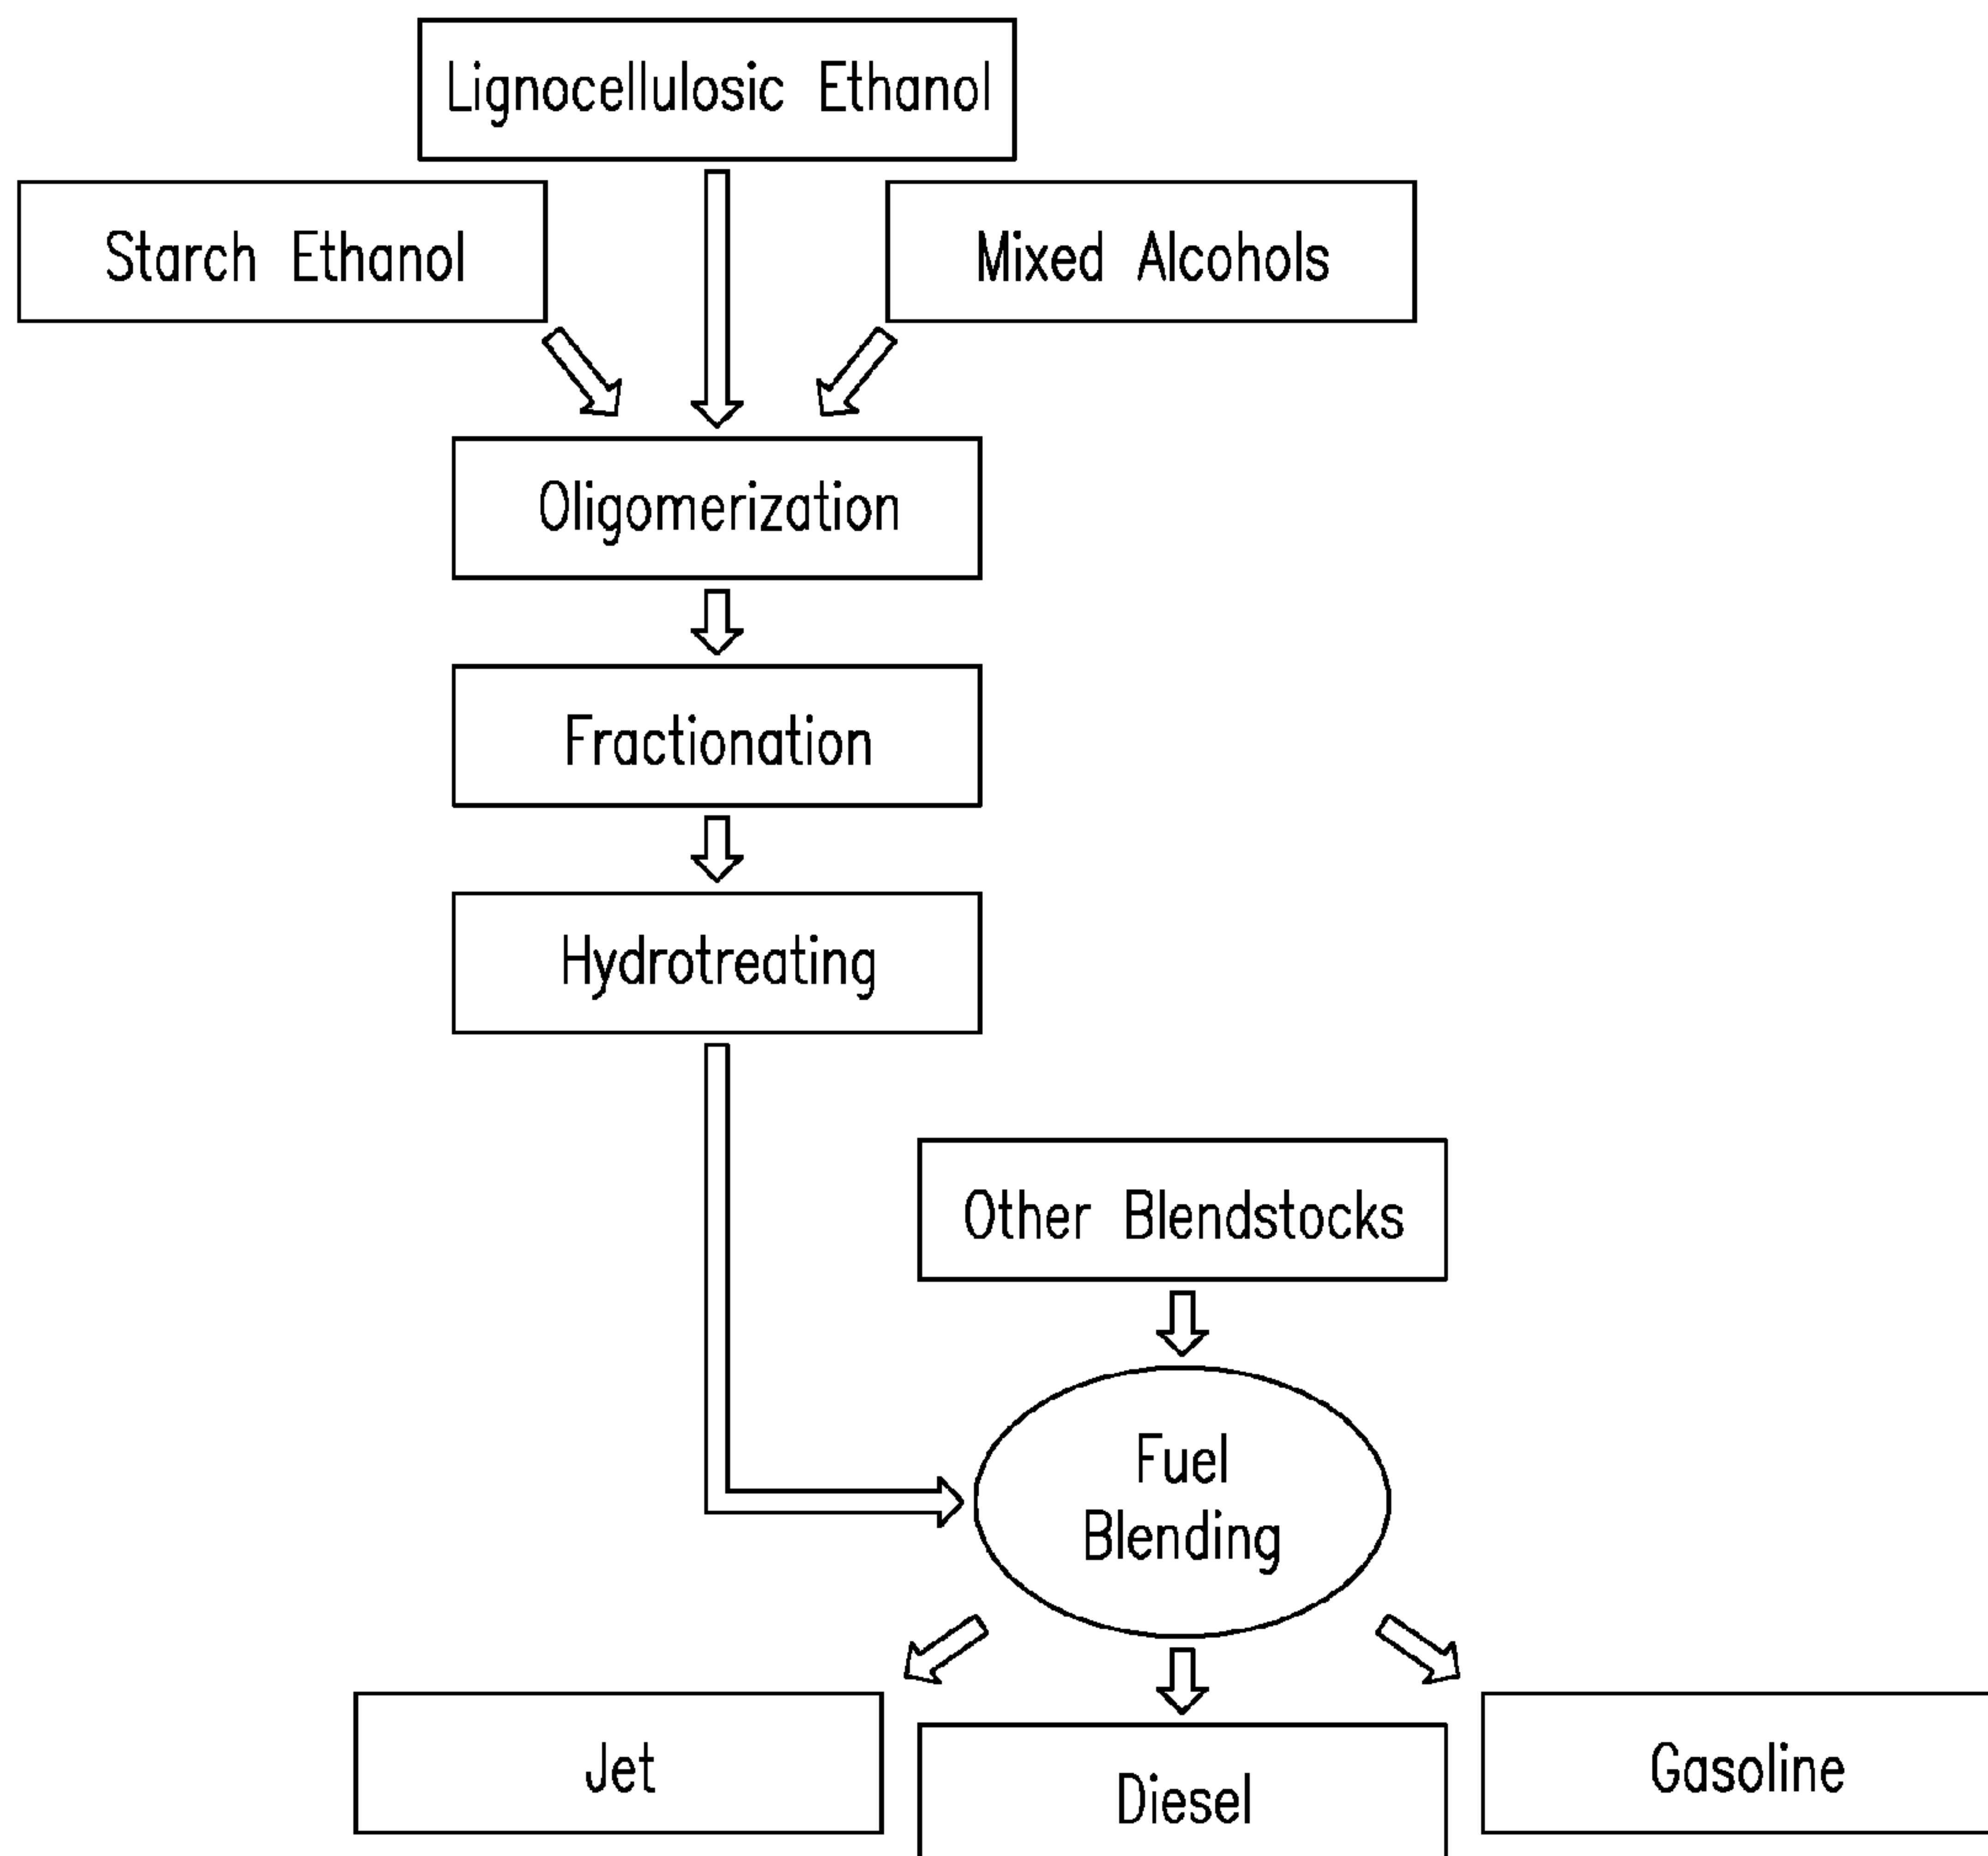 Lignocellulosic Ethanol
Starch Ethanol
Mixed Alcohols
Oligomerization
Fractionation
Hydrotreating
Other Blendstocks
Fuel
Blending
Jet
Diesel
Gasoline